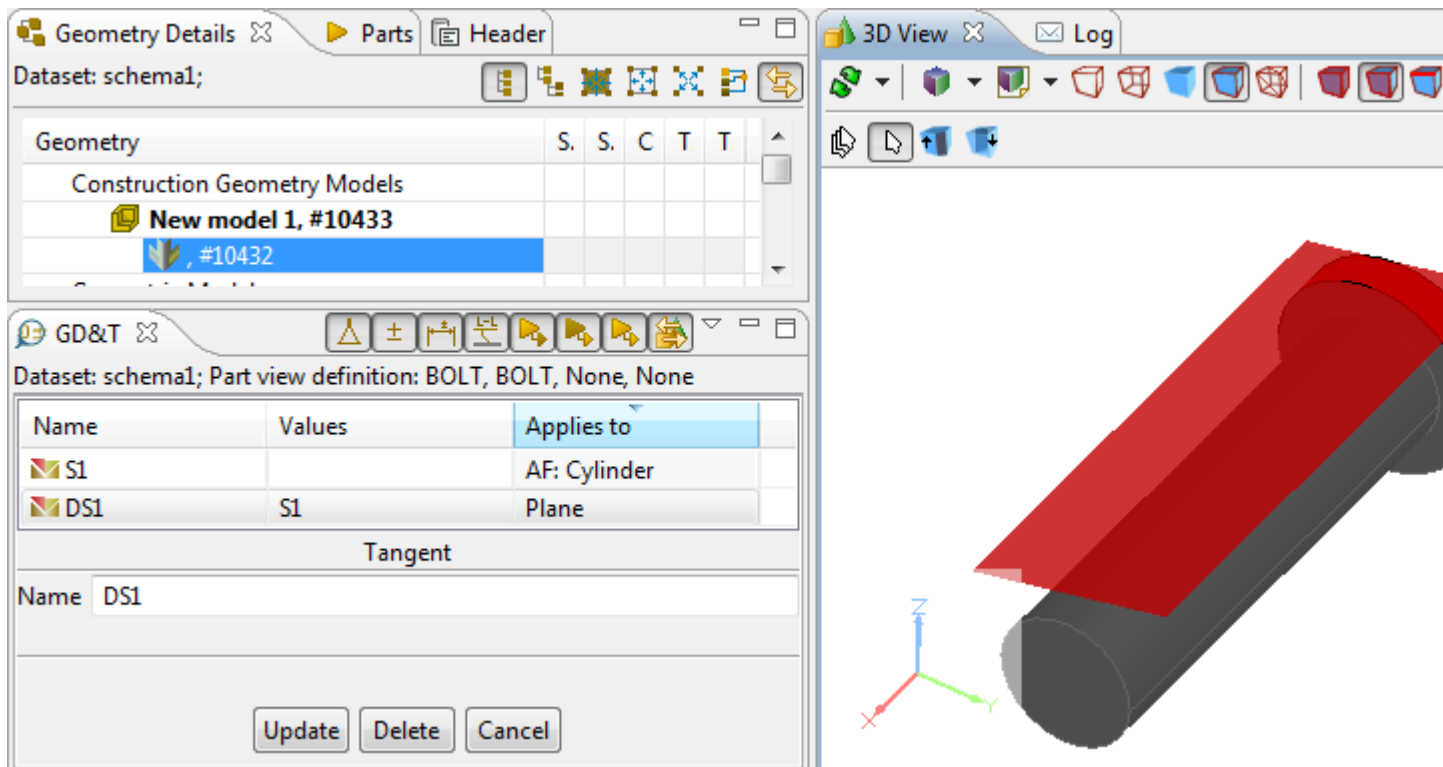 Geometry Details
Parts
Header
Dataset: schema1;
Geometry S. S. C T T
Construction Geometry Models
New model 1, #10433
, #10432
GD&T
Dataset: schema1; Part view definition: BOLT, BOLT, None, None
Name Values Applies to
S1 AF: Cylinder
DS1 S1 Plane
Tangent
Name DS1
Update Delete Cancel
3D View
Log
Z
X
Y